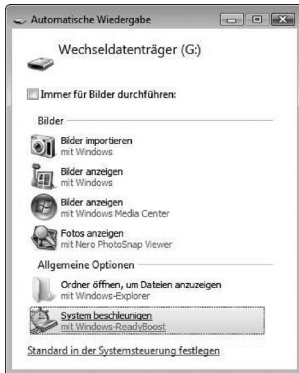 Automatische Wiedergabe
Wechseldatenträger (G:)
Immer für Bilder durchführen:
Bilder
Bilder importieren
mit Windows
Bilder anzeigen
mit Windows
Bilder anzeigen
mit Windows Media Center
Fotos anzeigen
mit Nero PhotoSnap Viewer
Allgemeine Optionen
Ordner öffnen, um Dateien anzuzeigen
mit Windows-Explorer
System beschleunigen
mit Windows-ReadyBoost
Standard in der Systemsteuerung festlegen